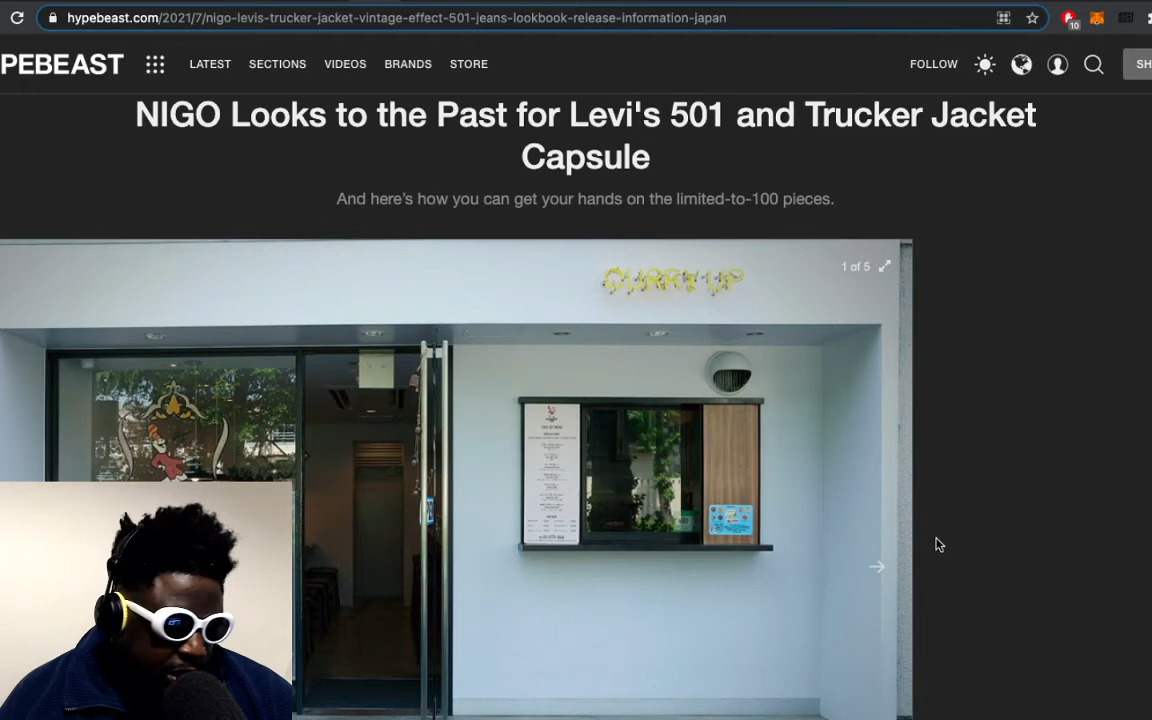 hypebeast.com/2021/7/nigo-levis-trucker-jacket-vintage-effect-501-jeans-lookbook-release-information-japan
10
PEBEAST
LATEST
SECTIONS
VIDEOS
BRANDS
STORE
FOLLOW
SH
NIGO Looks to the Past for Levi's 501 and Trucker Jacket
Capsule
And here's how you can get your hands on the limited-to-100 pieces.
CURRY UP
1 of 5